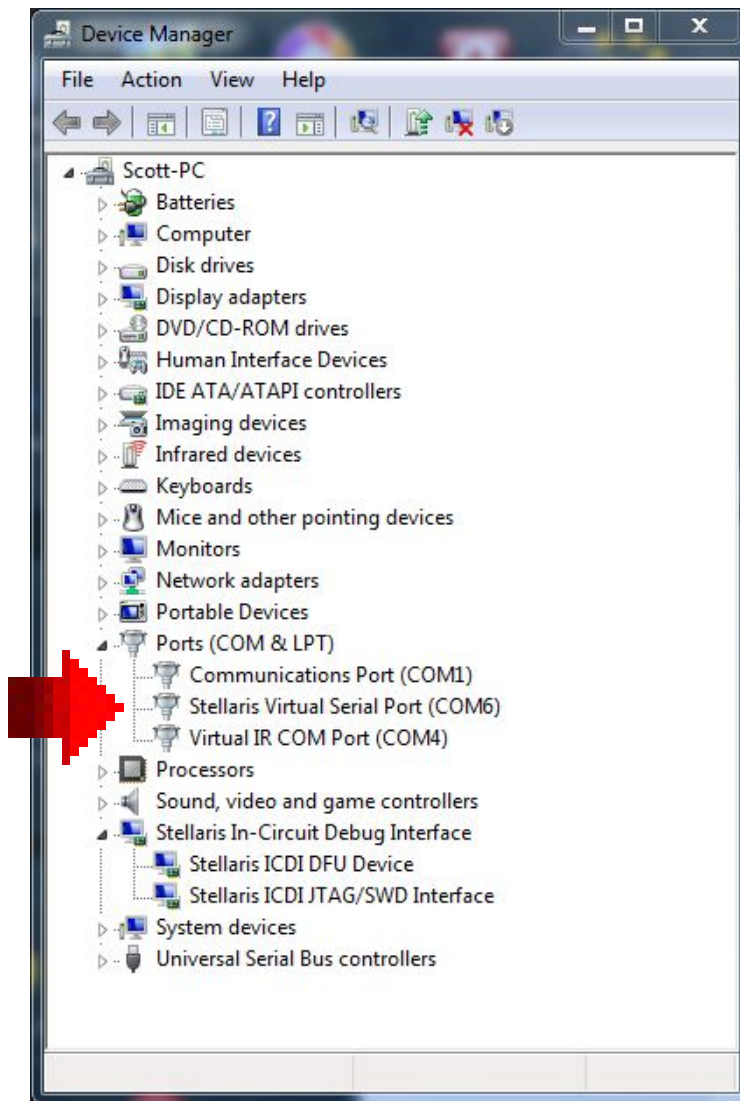 Device Manager
File Action View Help
Scott-PC
Batteries
Computer
Disk drives
Display adapters
DVD/CD-ROM drives
Human Interface Devices
IDE ATA/ATAPI controllers
Imaging devices
Infrared devices
Keyboards
Mice and other pointing devices
Monitors
Network adapters
Portable Devices
Ports (COM & LPT)
Communications Port (COM1)
Stellaris Virtual Serial Port (COM6)
Virtual IR COM Port (COM4)
Processors
Sound, video and game controllers
Stellaris In-Circuit Debug Interface
Stellaris ICDI DFU Device
Stellaris ICDI JTAG/SWD Interface
System devices
Universal Serial Bus controllers